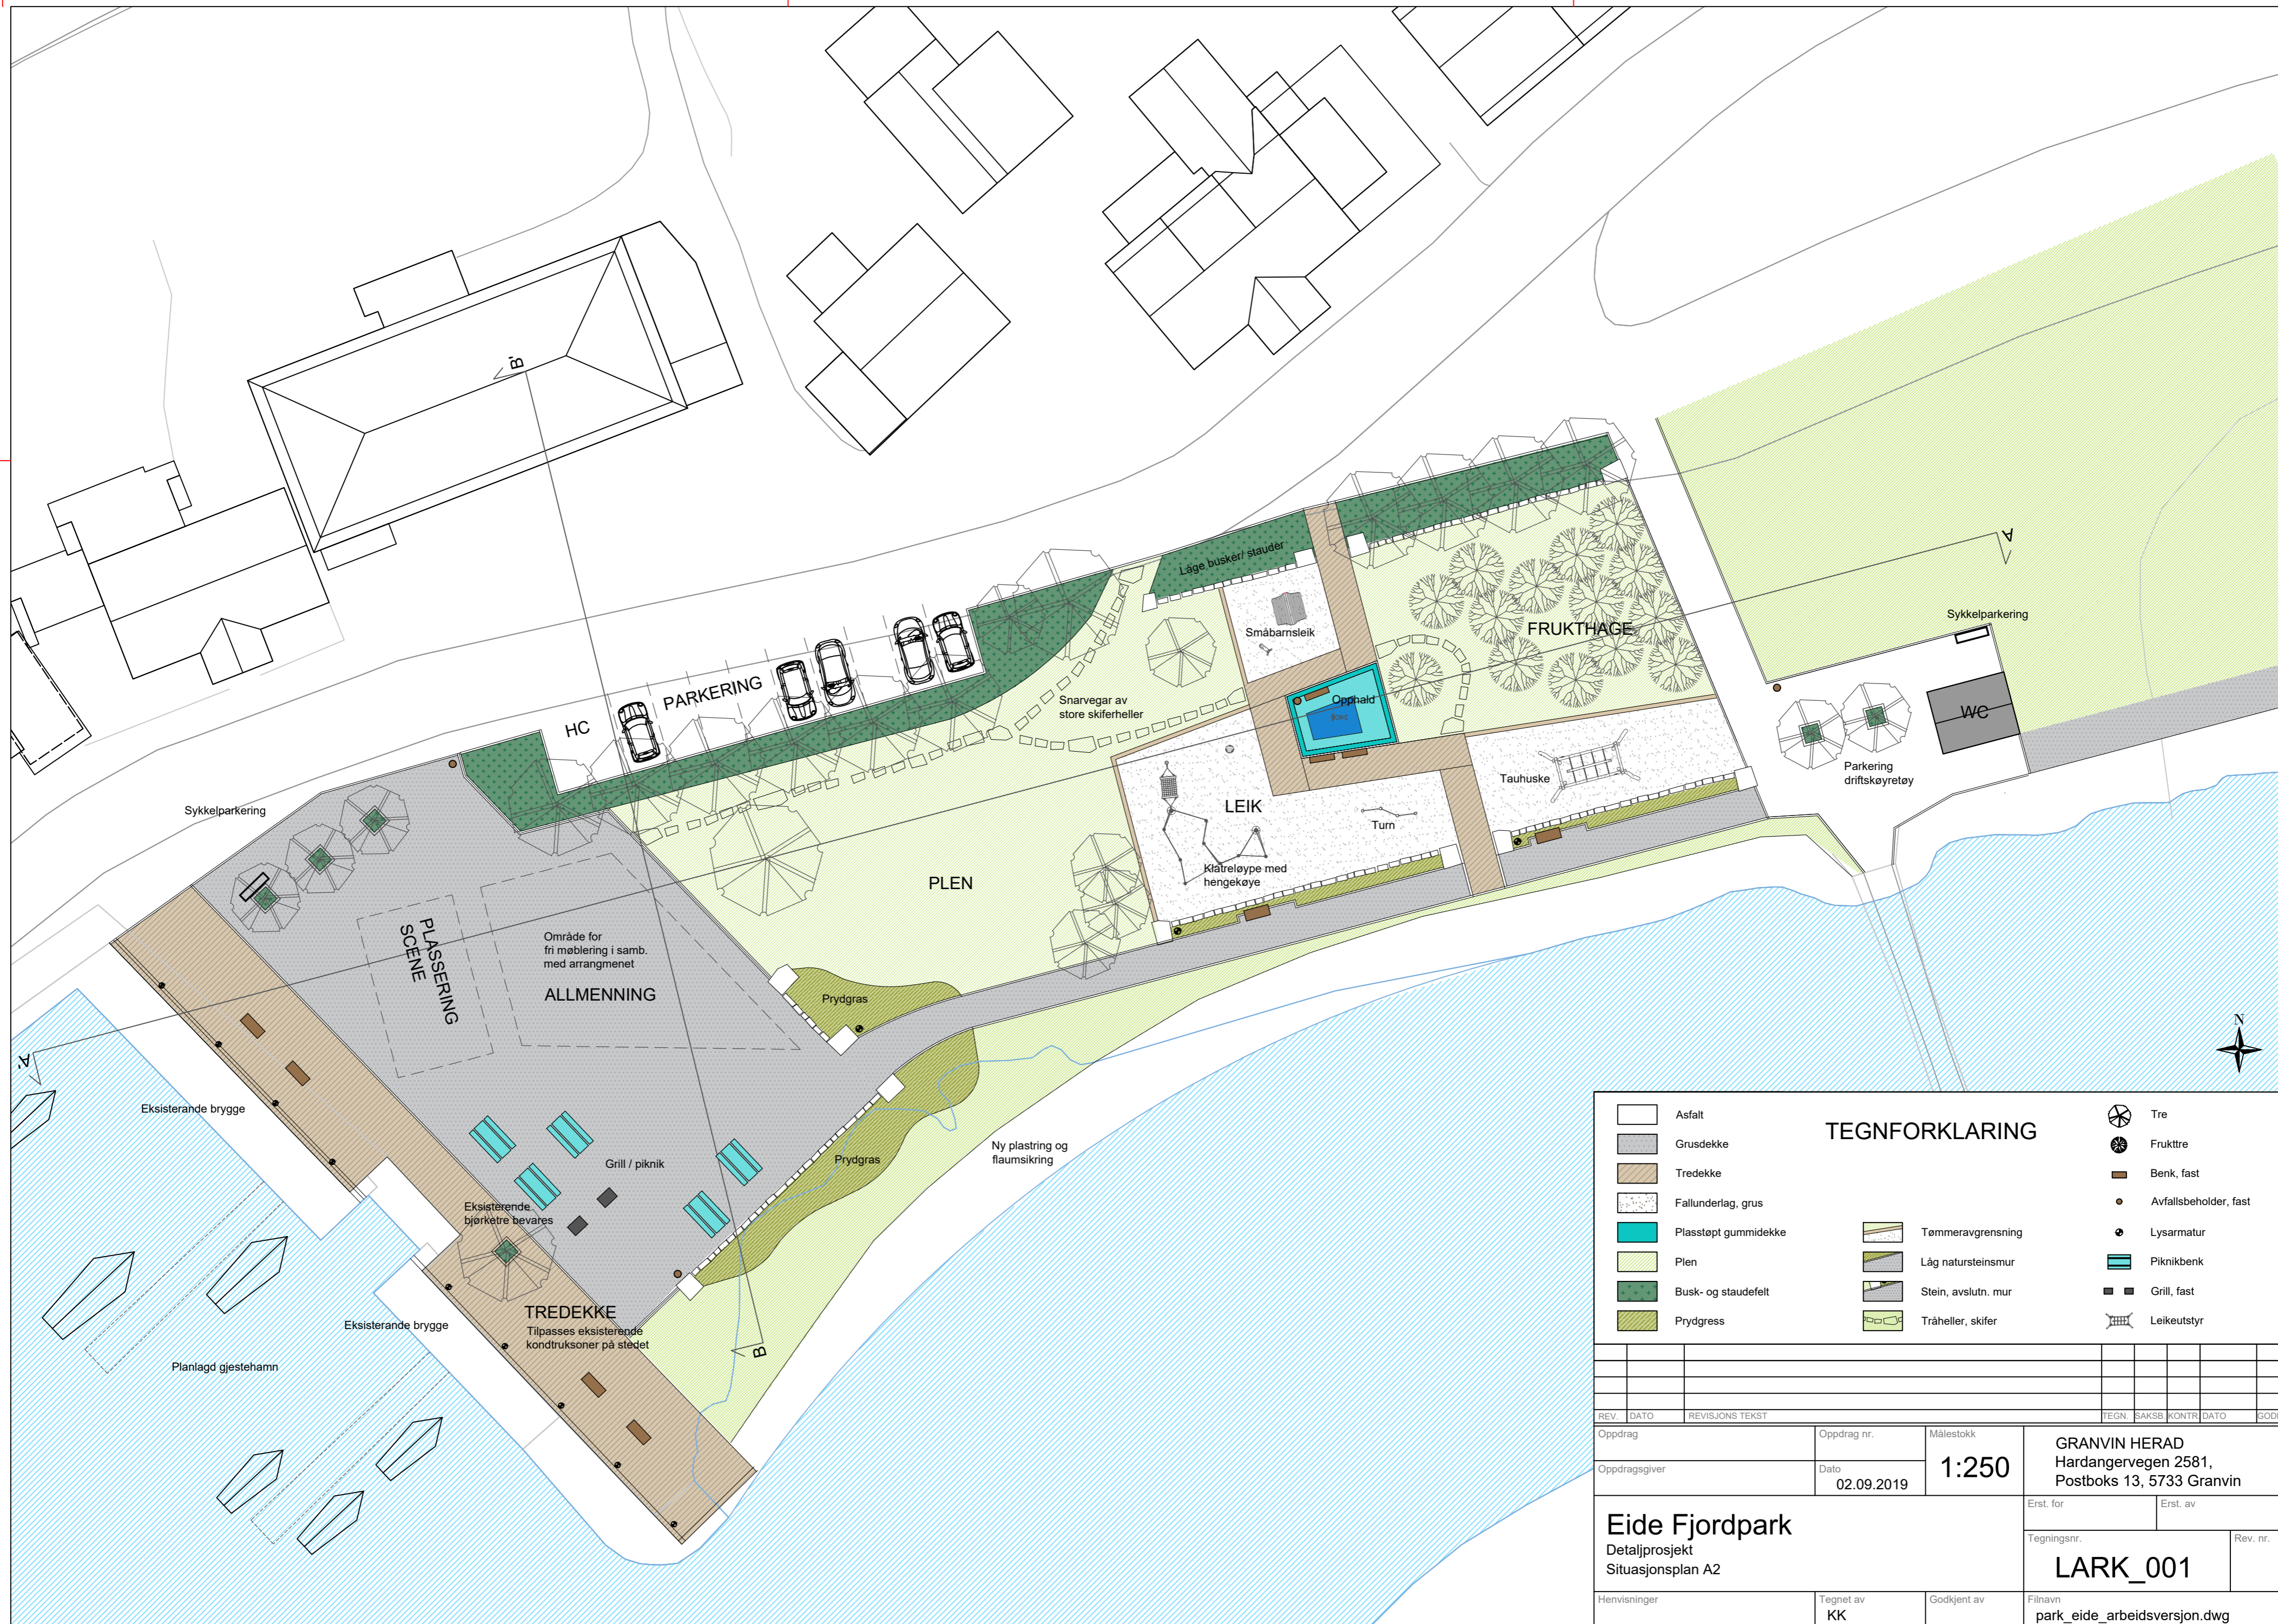 B'
Låge busker/ stauder
A
Sykkelparkering
Småbarnsleik
FRUKTHAGE
PARKERING
HC
Snarvegar av
store skiferheller
Opphald
WC
Parkering
driftskøyretøy
Tauhuske
Sykkelparkering
LEIK
Turn
Klatreløype med
hengekøye
PLEN
PLASSERING
SCENE
Område for
fri møblering i samb.
med arrangmenet
ALLMENNING
Prydgras
A'
Eksisterande brygge
Grill / piknik
Prydgras
Ny plastring og
flaumsikring
Eksisterende
bjørketre bevares
TREDEKKE
Tilpasses eksisterende
kondtruksoner på stedet
Eksisterande brygge
B
Planlagd gjestehamn
N
TEGNFORKLARING
Asfalt
Grusdekke
Tredekke
Fallunderlag, grus
Plasstøpt gummidekke
Plen
Busk- og staudefelt
Prydgress
Tømmeravgrensning
Låg natursteinsmur
Stein, avslutn. mur
Tråheller, skifer
Tre
Frukttre
Benk, fast
Avfallsbeholder, fast
Lysarmatur
Piknikbenk
Grill, fast
Leikeutstyr
REV. DATO REVISJONS TEKST TEGN. SAKSB. KONTR. DATO
Oppdrag
Oppdrag nr.
Målestokk
1:250
Oppdragsgiver
Dato
02.09.2019
GRANVIN HERAD
Hardangervegen 2581,
Postboks 13, 5733 Granvin
Eide Fjordpark
Detaljprosjekt
Situasjonsplan A2
Erst. for
Erst. av
Tegningsnr.
LARK_001
Rev. nr.
Henvisninger
Tegnet av
KK
Godkjent av
Filnavn
park_eide_arbeidsversjon.dwg